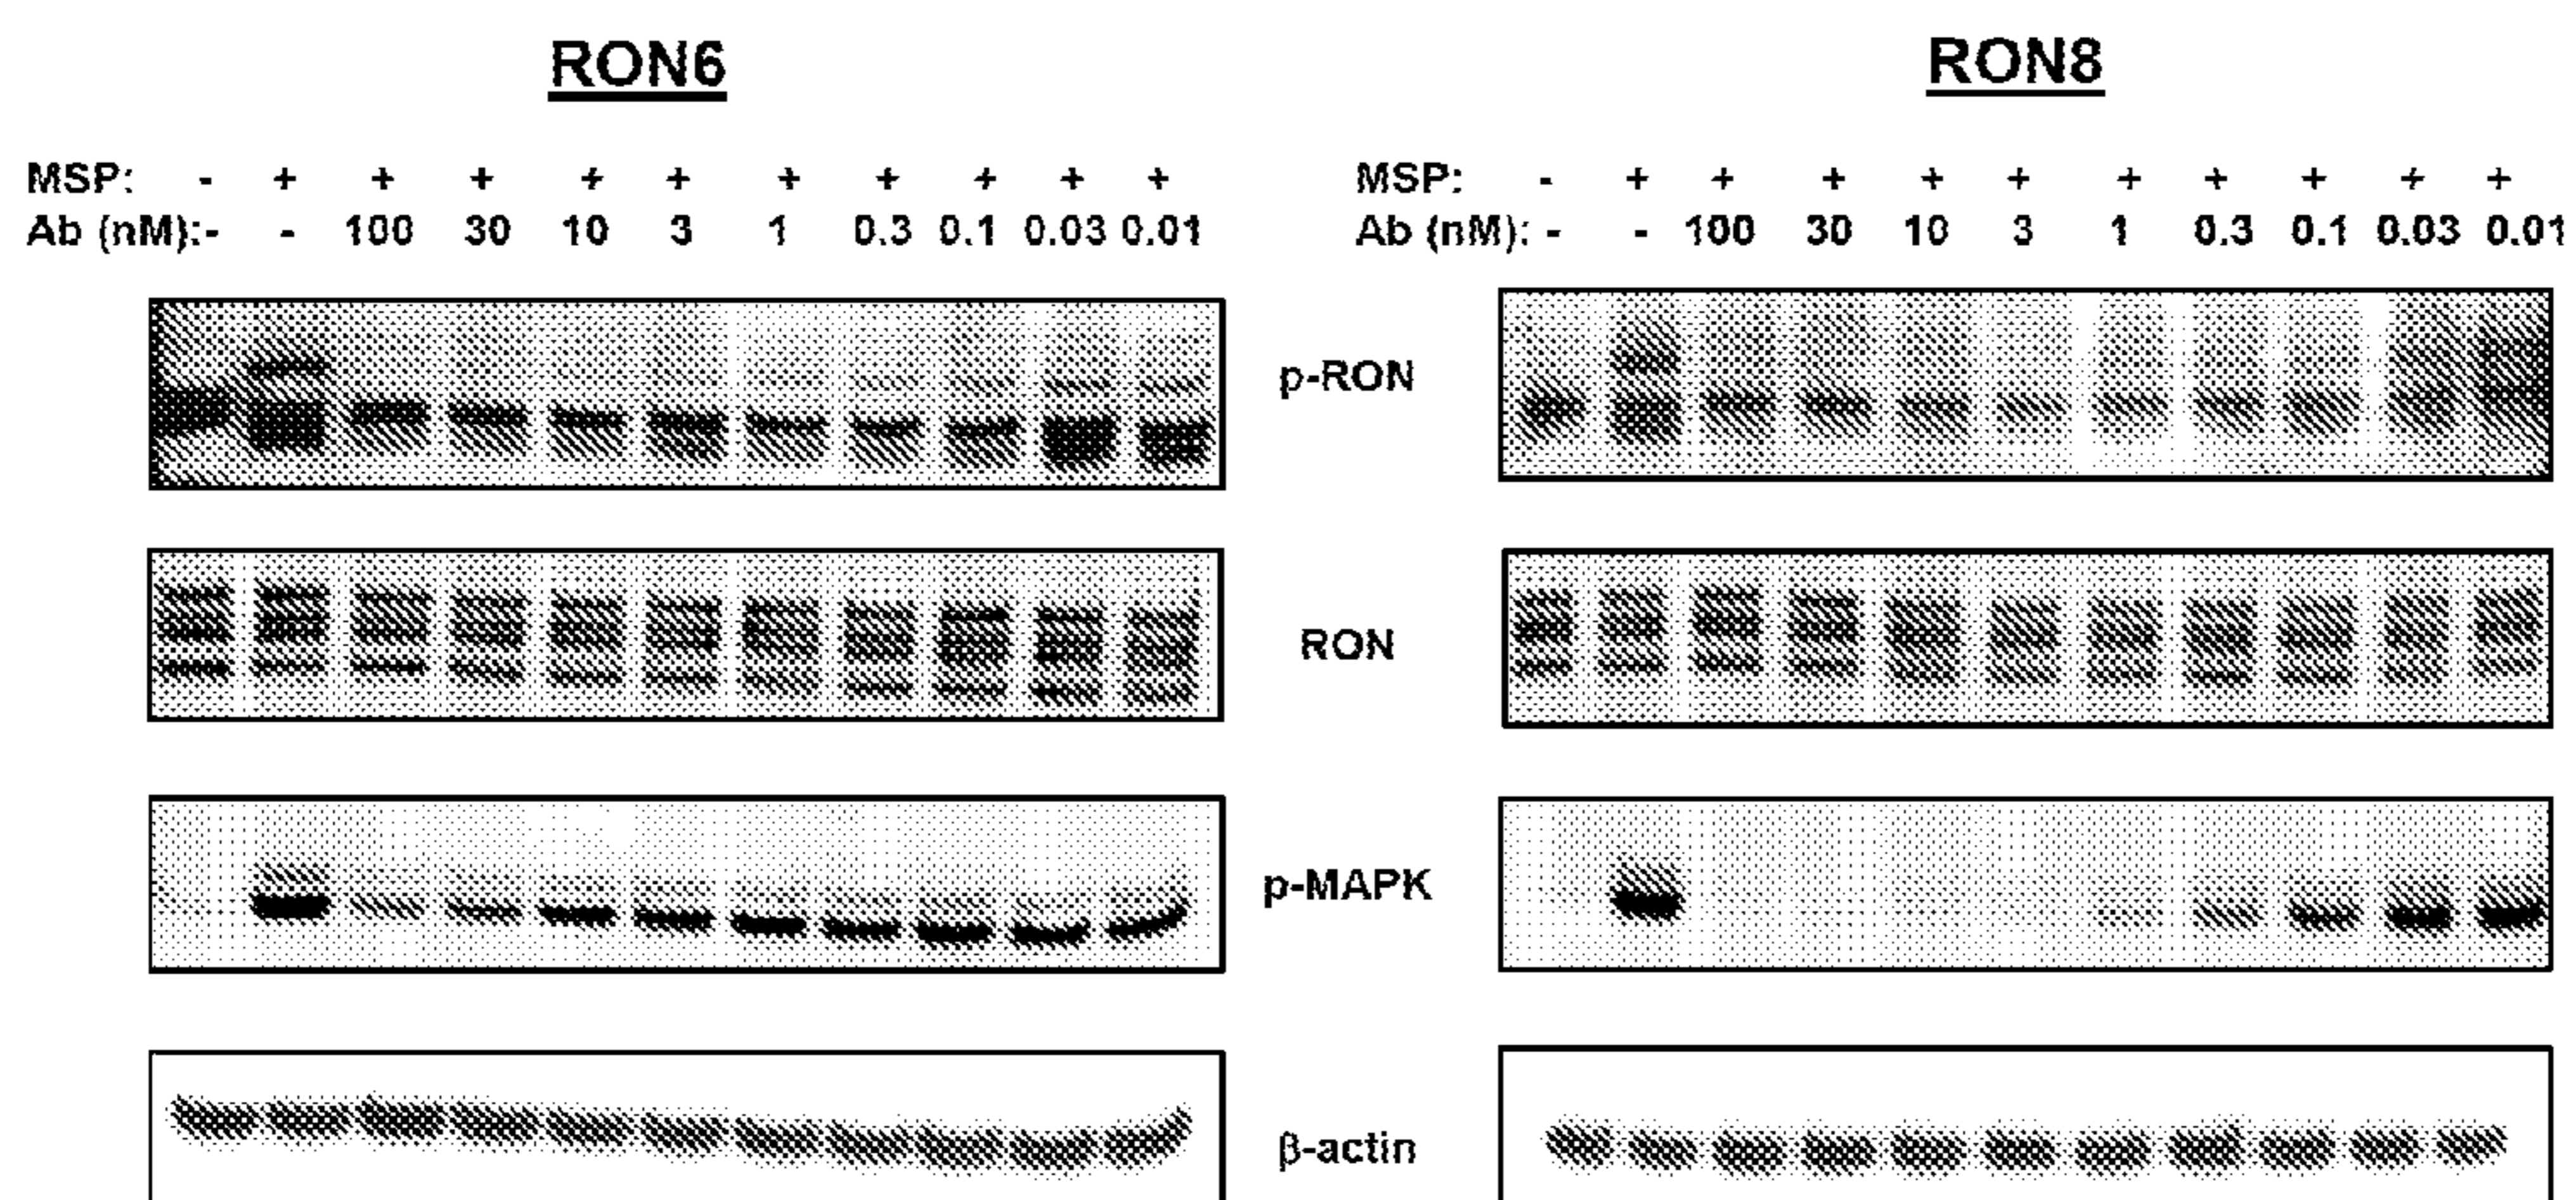 RON6
RON8
MSP: - + + + + + + + + + +
MSP: - + + + + + + + + + +
Ab (nM):- - 100 30 10 3 1 0.3 0.1 0.03 0.01
Ab (nM): - - 100 30 10 3 1 0.3 0.1 0.03 0.01
p-RON
RON
p-MAPK
β-actin